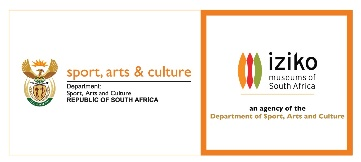 sport, arts & culture
Department:
Sport, Arts and Culture
REPUBLIC OF SOUTH AFRICA
iziko
museums of
South Africa
an agency of the
Department of Sport, Arts and Culture